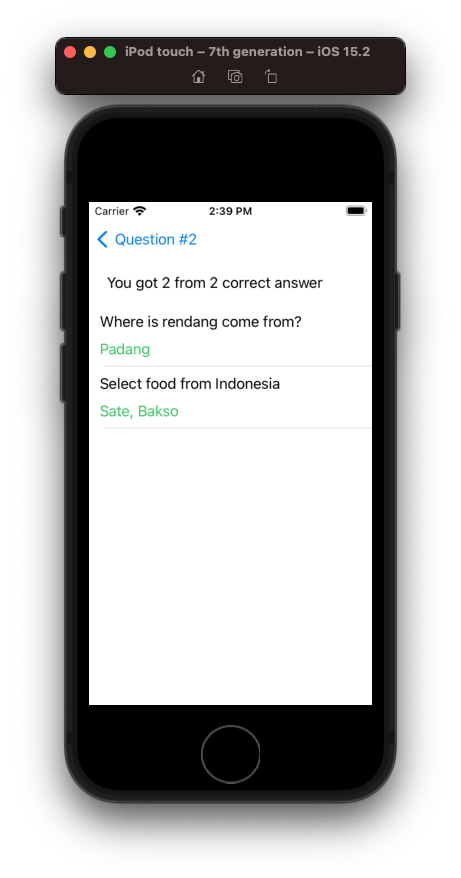 iPod touch – 7th generation – iOS 15.2
Carrier 2:39 PM
Question #2
You got 2 from 2 correct answer
Where is rendang come from?
Padang
Select food from Indonesia
Sate, Bakso